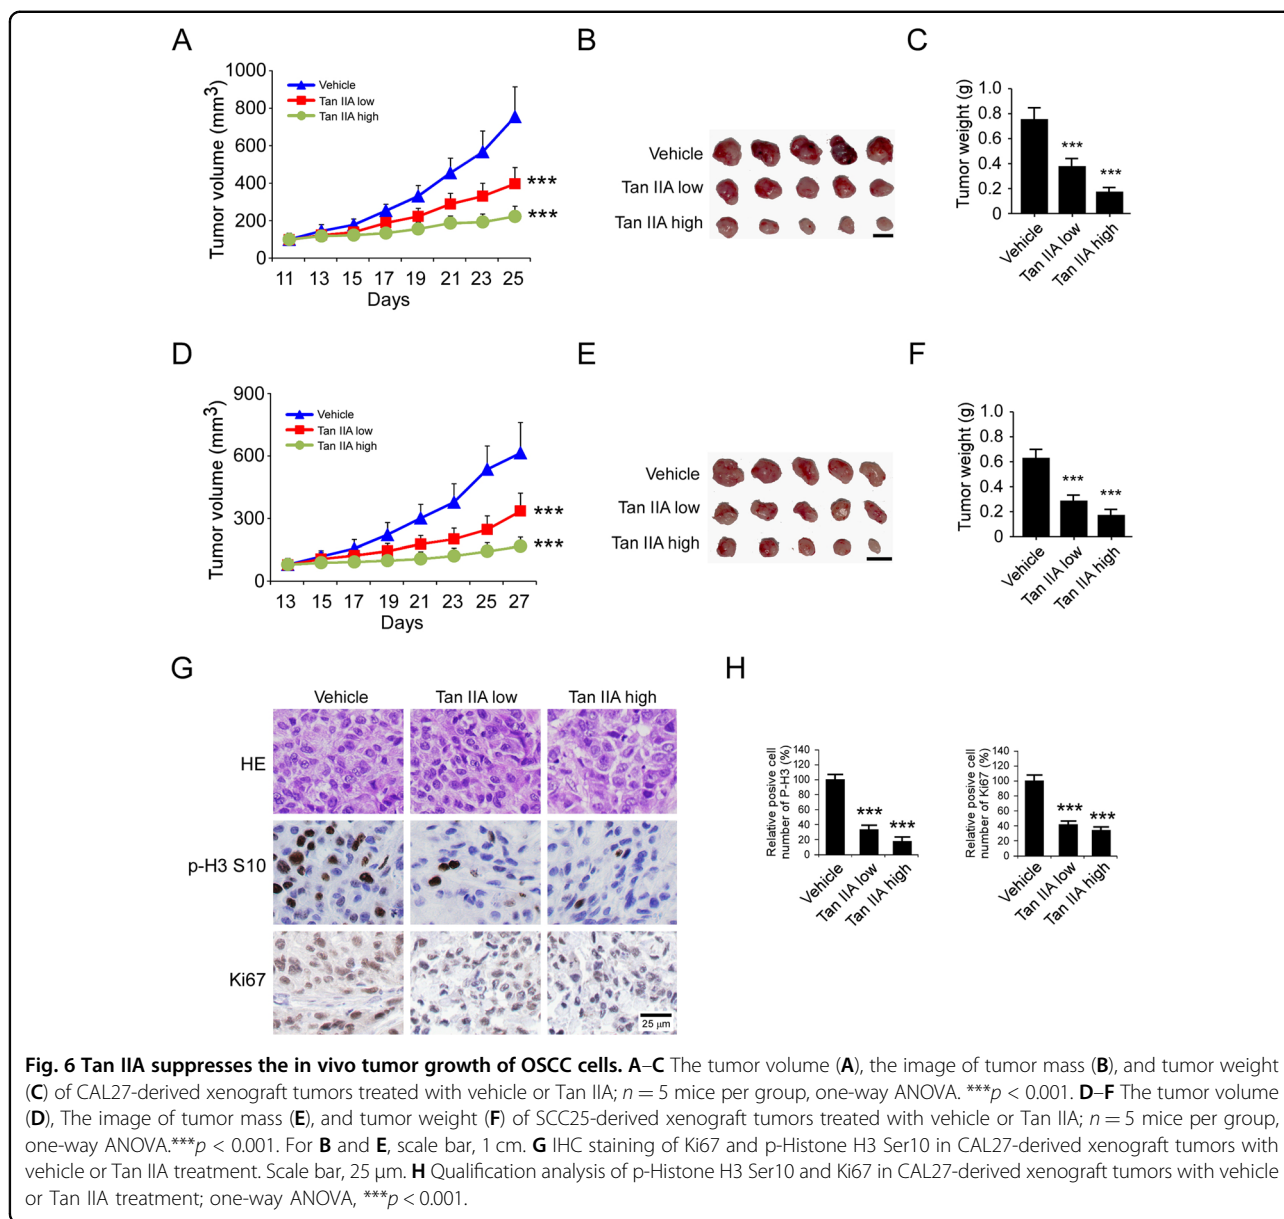 A
B
C
Tumor volume (mm3)
1000
800
600
400
200
0
Vehicle
Tan IIA low
Tan IIA high
***
***
11 13 15 17 19 21 23 25
Days
Vehicle
Tan IIA low
Tan IIA high
Tumor weight (g)
1.0
0.8
0.6
0.4
0.2
0
***
***
Vehicle
Tan IIA low
Tan IIA high
D
E
F
Tumor volume (mm3)
900
600
300
0
Vehicle
Tan IIA low
Tan IIA high
***
***
13 15 17 19 21 23 25 27
Days
Vehicle
Tan IIA low
Tan IIA high
Tumor weight (g)
1.0
0.8
0.6
0.4
0.2
0
***
***
Vehicle
Tan IIA low
Tan IIA high
G
H
Vehicle Tan IIA low Tan IIA high
HE
p-H3 S10
Ki67
25 µm
Relative posive cell
number of P-H3 (%)
140
120
100
80
60
40
20
0
***
***
Vehicle
Tan IIA low
Tan IIA high
Relative posive cell
number of Ki67 (%)
140
120
100
80
60
40
20
0
***
***
Vehicle
Tan IIA low
Tan IIA high
Fig. 6 Tan IIA suppresses the in vivo tumor growth of OSCC cells. A–C The tumor volume (A), the image of tumor mass (B), and tumor weight
(C) of CAL27-derived xenograft tumors treated with vehicle or Tan IIA; n = 5 mice per group, one-way ANOVA. ***p < 0.001. D–F The tumor volume
(D), The image of tumor mass (E), and tumor weight (F) of SCC25-derived xenograft tumors treated with vehicle or Tan IIA; n = 5 mice per group,
one-way ANOVA.***p < 0.001. For B and E, scale bar, 1 cm. G IHC staining of Ki67 and p-Histone H3 Ser10 in CAL27-derived xenograft tumors with
vehicle or Tan IIA treatment. Scale bar, 25 µm. H Qualification analysis of p-Histone H3 Ser10 and Ki67 in CAL27-derived xenograft tumors with vehicle
or Tan IIA treatment; one-way ANOVA, ***p < 0.001.